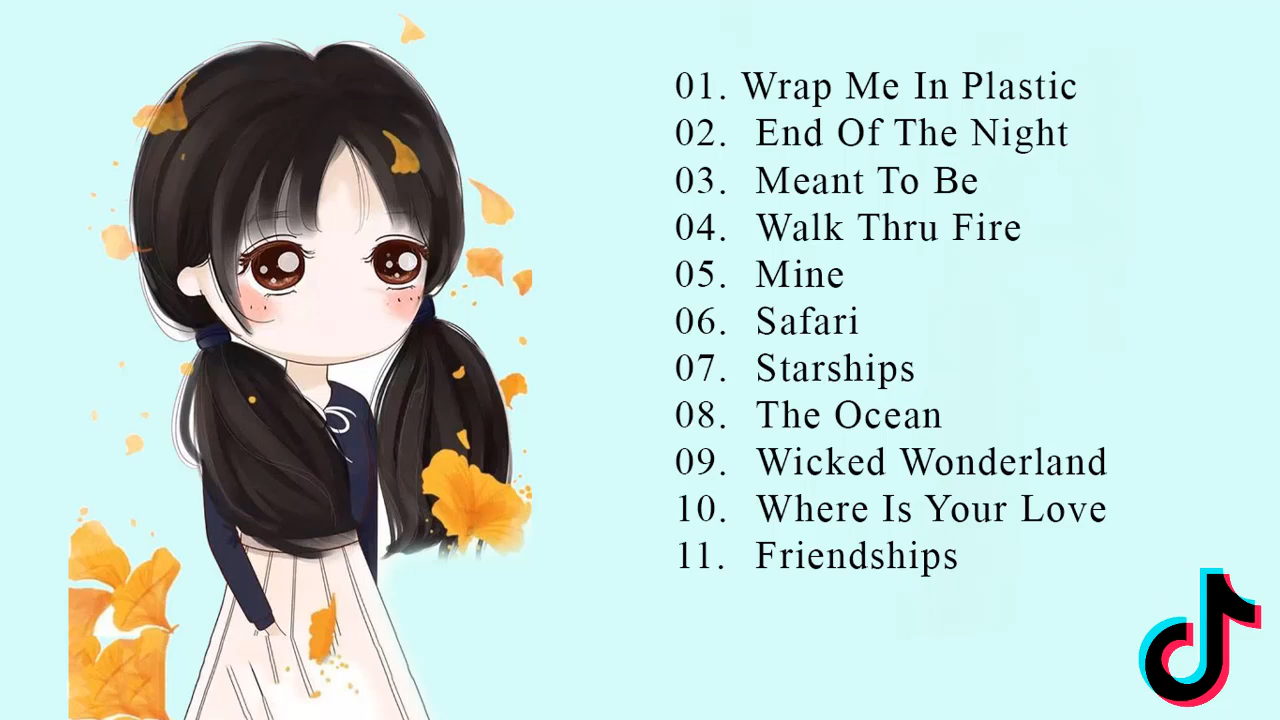 01. Wrap Me In Plastic
02. End Of The Night
03. Meant To Be
04. Walk Thru Fire
05. Mine
06. Safari
07. Starships
08. The Ocean
09. Wicked Wonderland
10. Where Is Your Love
11. Friendships